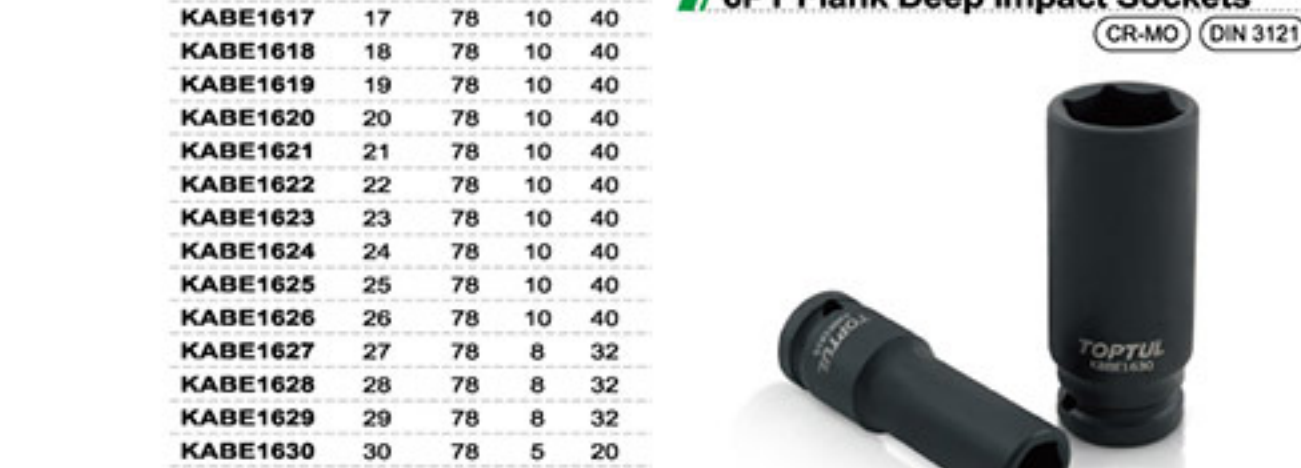 KABE1617 17 78 10 40
KABE1618 18 78 10 40
KABE1619 19 78 10 40
KABE1620 20 78 10 40
KABE1621 21 78 10 40
KABE1622 22 78 10 40
KABE1623 23 78 10 40
KABE1624 24 78 10 40
KABE1625 25 78 10 40
KABE1626 26 78 10 40
KABE1627 27 78 8 32
KABE1628 28 78 8 32
KABE1629 29 78 8 32
KABE1630 30 78 5 20
6PT Flank Deep Impact Sockets
CR-MO DIN 3121
TOPTUL
KABE1630
TOPTUL